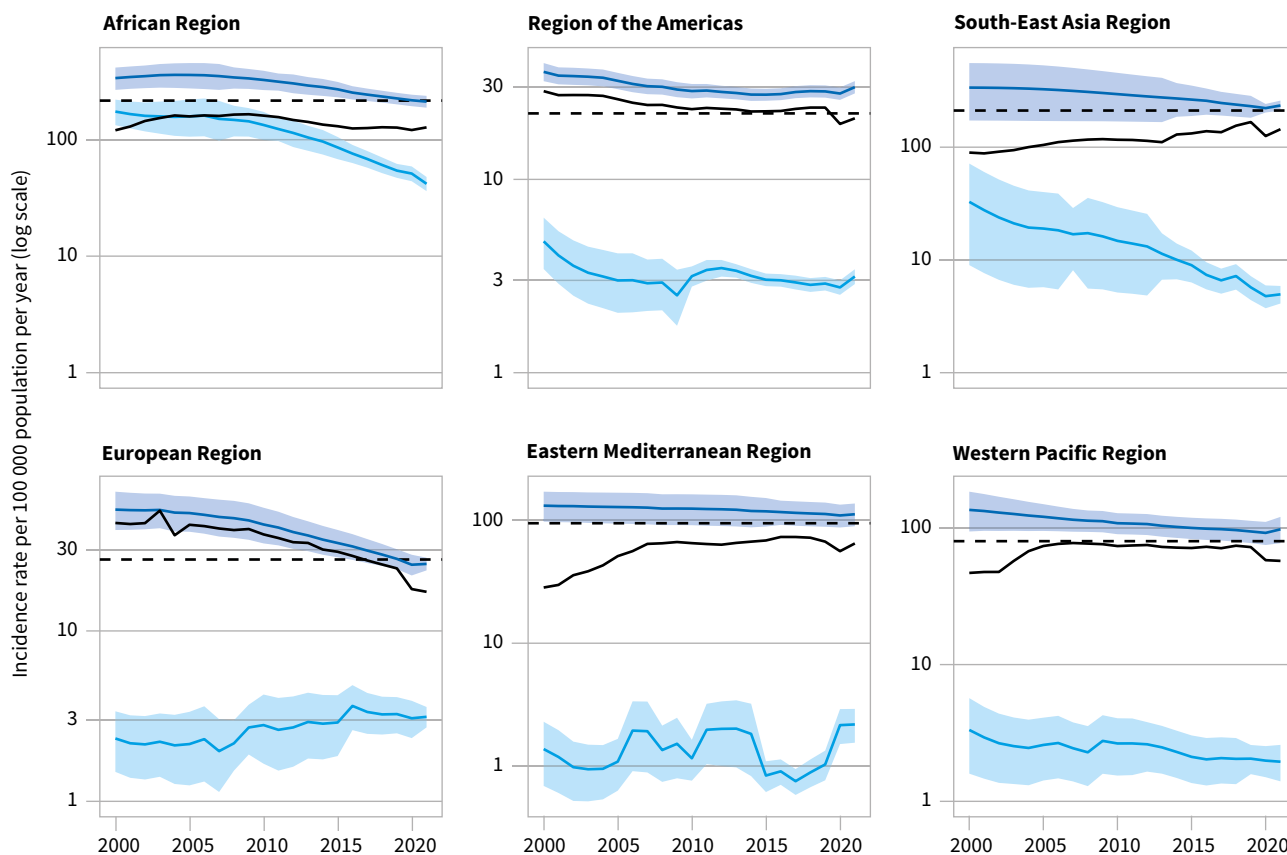 African Region
Region of the Americas
South-East Asia Region
100
10
1
30
10
3
1
100
10
1
Incidence rate per 100 000 population per year (log scale)
European Region
Eastern Mediterranean Region
Western Pacific Region
30
10
3
1
100
10
1
100
10
1
2000 2005 2010 2015 2020
2000 2005 2010 2015 2020
2000 2005 2010 2015 2020